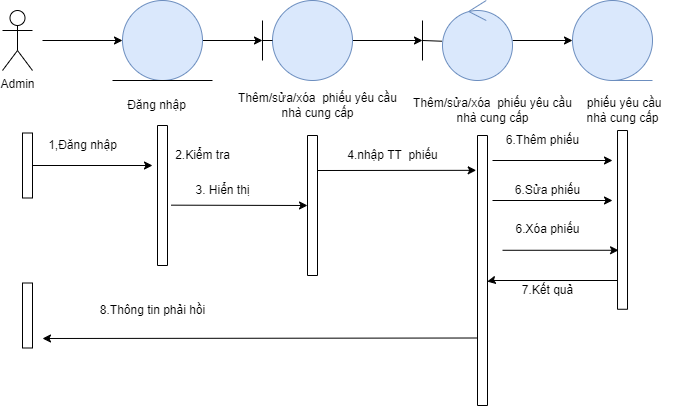 Admin
Đăng nhập
Thêm/sửa/xóa phiếu yêu cầu
nhà cung cấp
Thêm/sửa/xóa phiếu yêu cầu
nhà cung cấp
phiếu yêu cầu
nhà cung cấp
1,Đăng nhập
2.Kiểm tra
3. Hiển thị
4.nhập TT phiếu
6.Thêm phiếu
6.Sửa phiếu
6.Xóa phiếu
7.Kết quả
8.Thông tin phải hồi